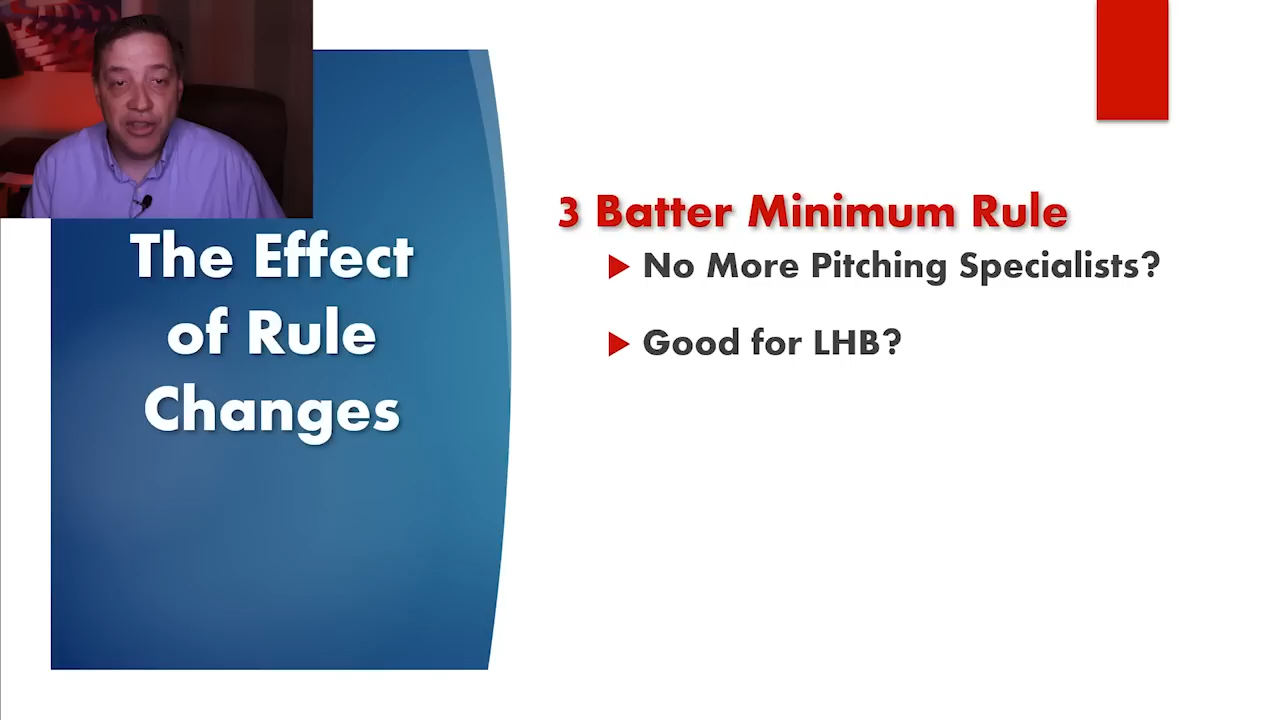 The Effect
of Rule
Changes
3 Batter Minimum Rule
No More Pitching Specialists?
Good for LHB?